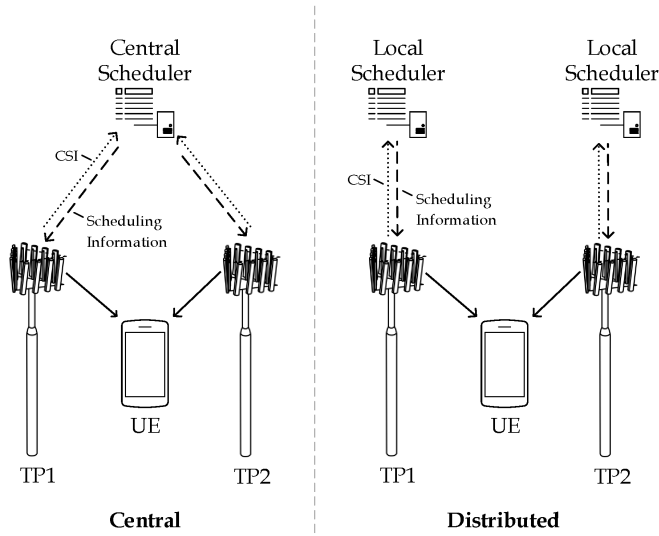 Central
Scheduler
CSI
Scheduling
Information
UE
TP1
TP2
Central
Local
Scheduler
Local
Scheduler
CSI
Scheduling
Information
UE
TP1
TP2
Distributed